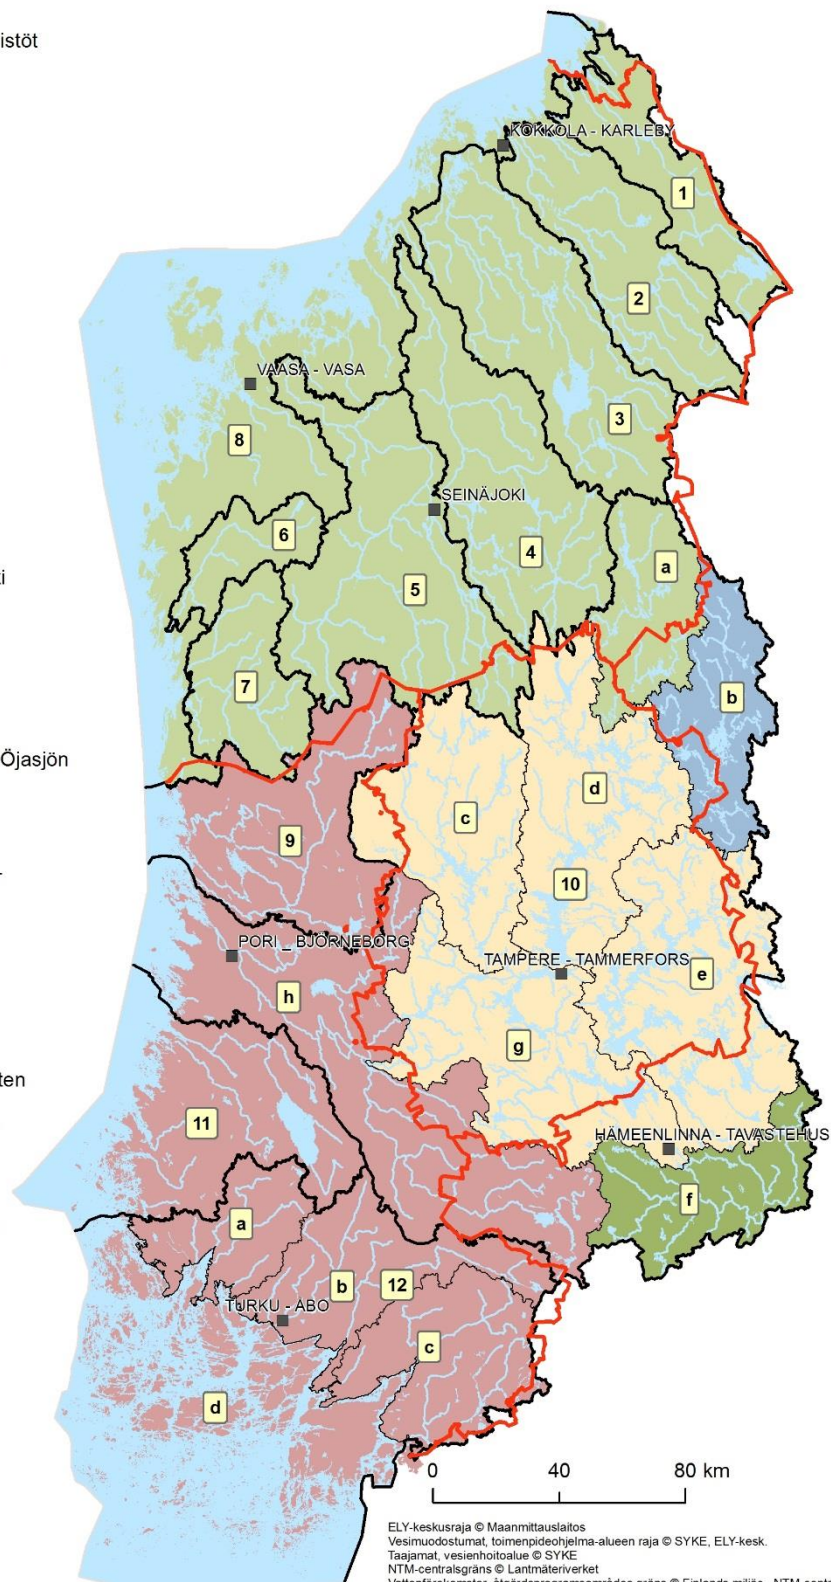 istöt
KOKKOLA - KARLEBY
1
2
VAASA - VASA
3
8
SEINÄJOKI
6
4
a
i
5
7
b
Öjasjön
d
c
9
10
PORI _ BJÖRNEBORG
TAMPERE - TAMMERFORS
e
h
g
ten
11
HÄMEENLINNA - TAVASTEHUS
f
a
b
12
TURKU - ÅBO
c
d
0 40 80 km
ELY-keskusraja © Maanmittauslaitos
Vesimuodostumat, toimenpideohjelma-alueen raja © SYKE, ELY-kesk.
Taajamat, vesienhoitoalue © SYKE
NTM-centralsgräns © Lantmäteriverket